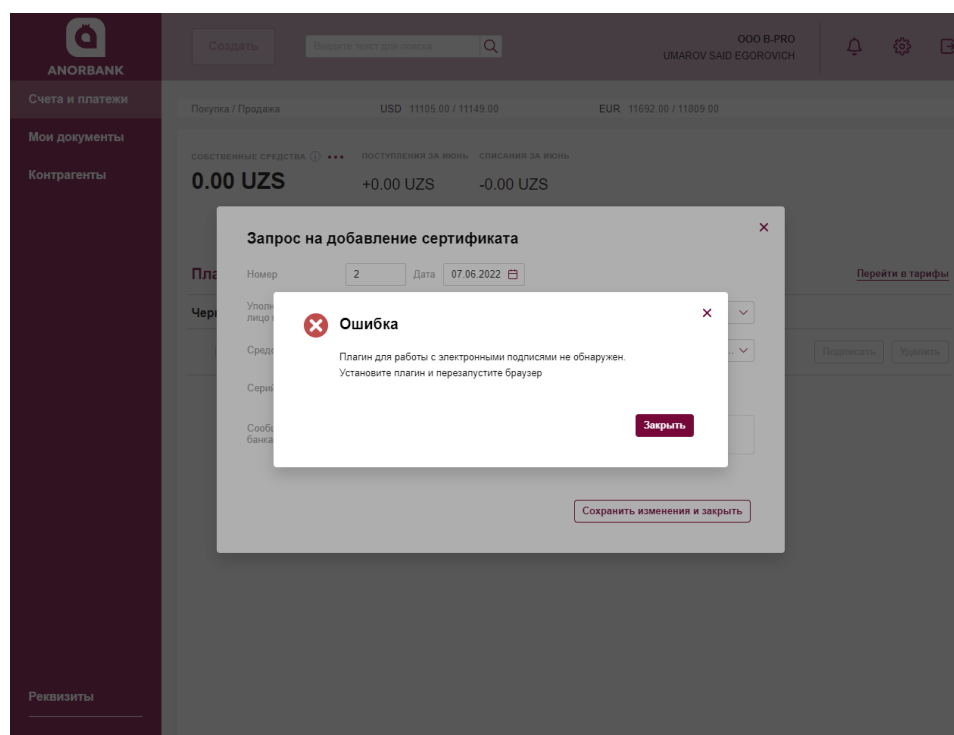 ANORBANK
Создать
Введите текст для поиска
ООО B-PRO
UMAROV SAID EGOROVICH
Счета и платежи
Мои документы
Контрагенты
Покупка / Продажа USD 11105.00 / 11149.00 EUR 11692.00 / 11809.00
СОБСТВЕННЫЕ СРЕДСТВА ПОСТУПЛЕНИЯ ЗА ИЮНЬ СПИСАНИЯ ЗА ИЮНЬ
0.00 UZS +0.00 UZS -0.00 UZS
Запрос на добавление сертификата
Перейти в тарифы
Номер 2 Дата 07.06.2022
лицо
Ошибка
Плагин для работы с электронными подписями не обнаружен.
Установите плагин и перезапустите браузер
Закрыть
Подписать Удалить
банка
Сохранить изменения и закрыть
Реквизиты